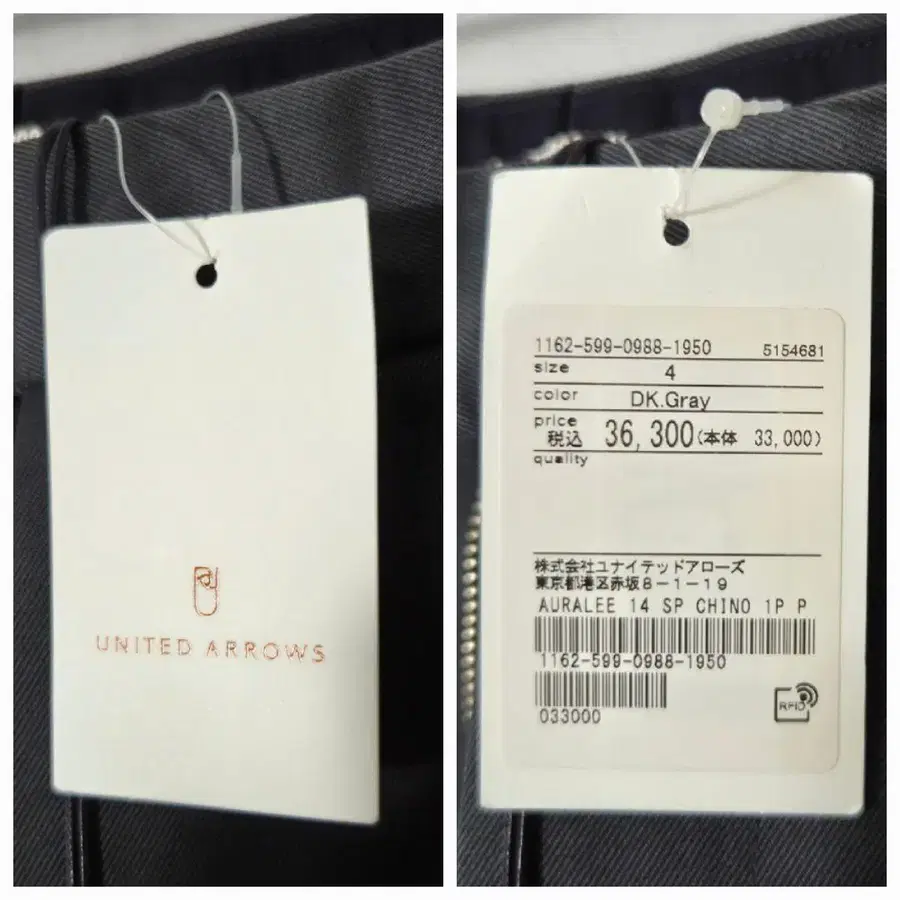 UNITED ARROWS
1162-599-0988-1950 5154681
size 4
color DK.Gray
price
税込 36,300(本体 33,000)
quality
株式会社ユナイテッドアローズ
東京都港区赤坂8-1-19
AURALEE 14 SP CHINO 1P P
1162-599-0988-1950
033000
RFID